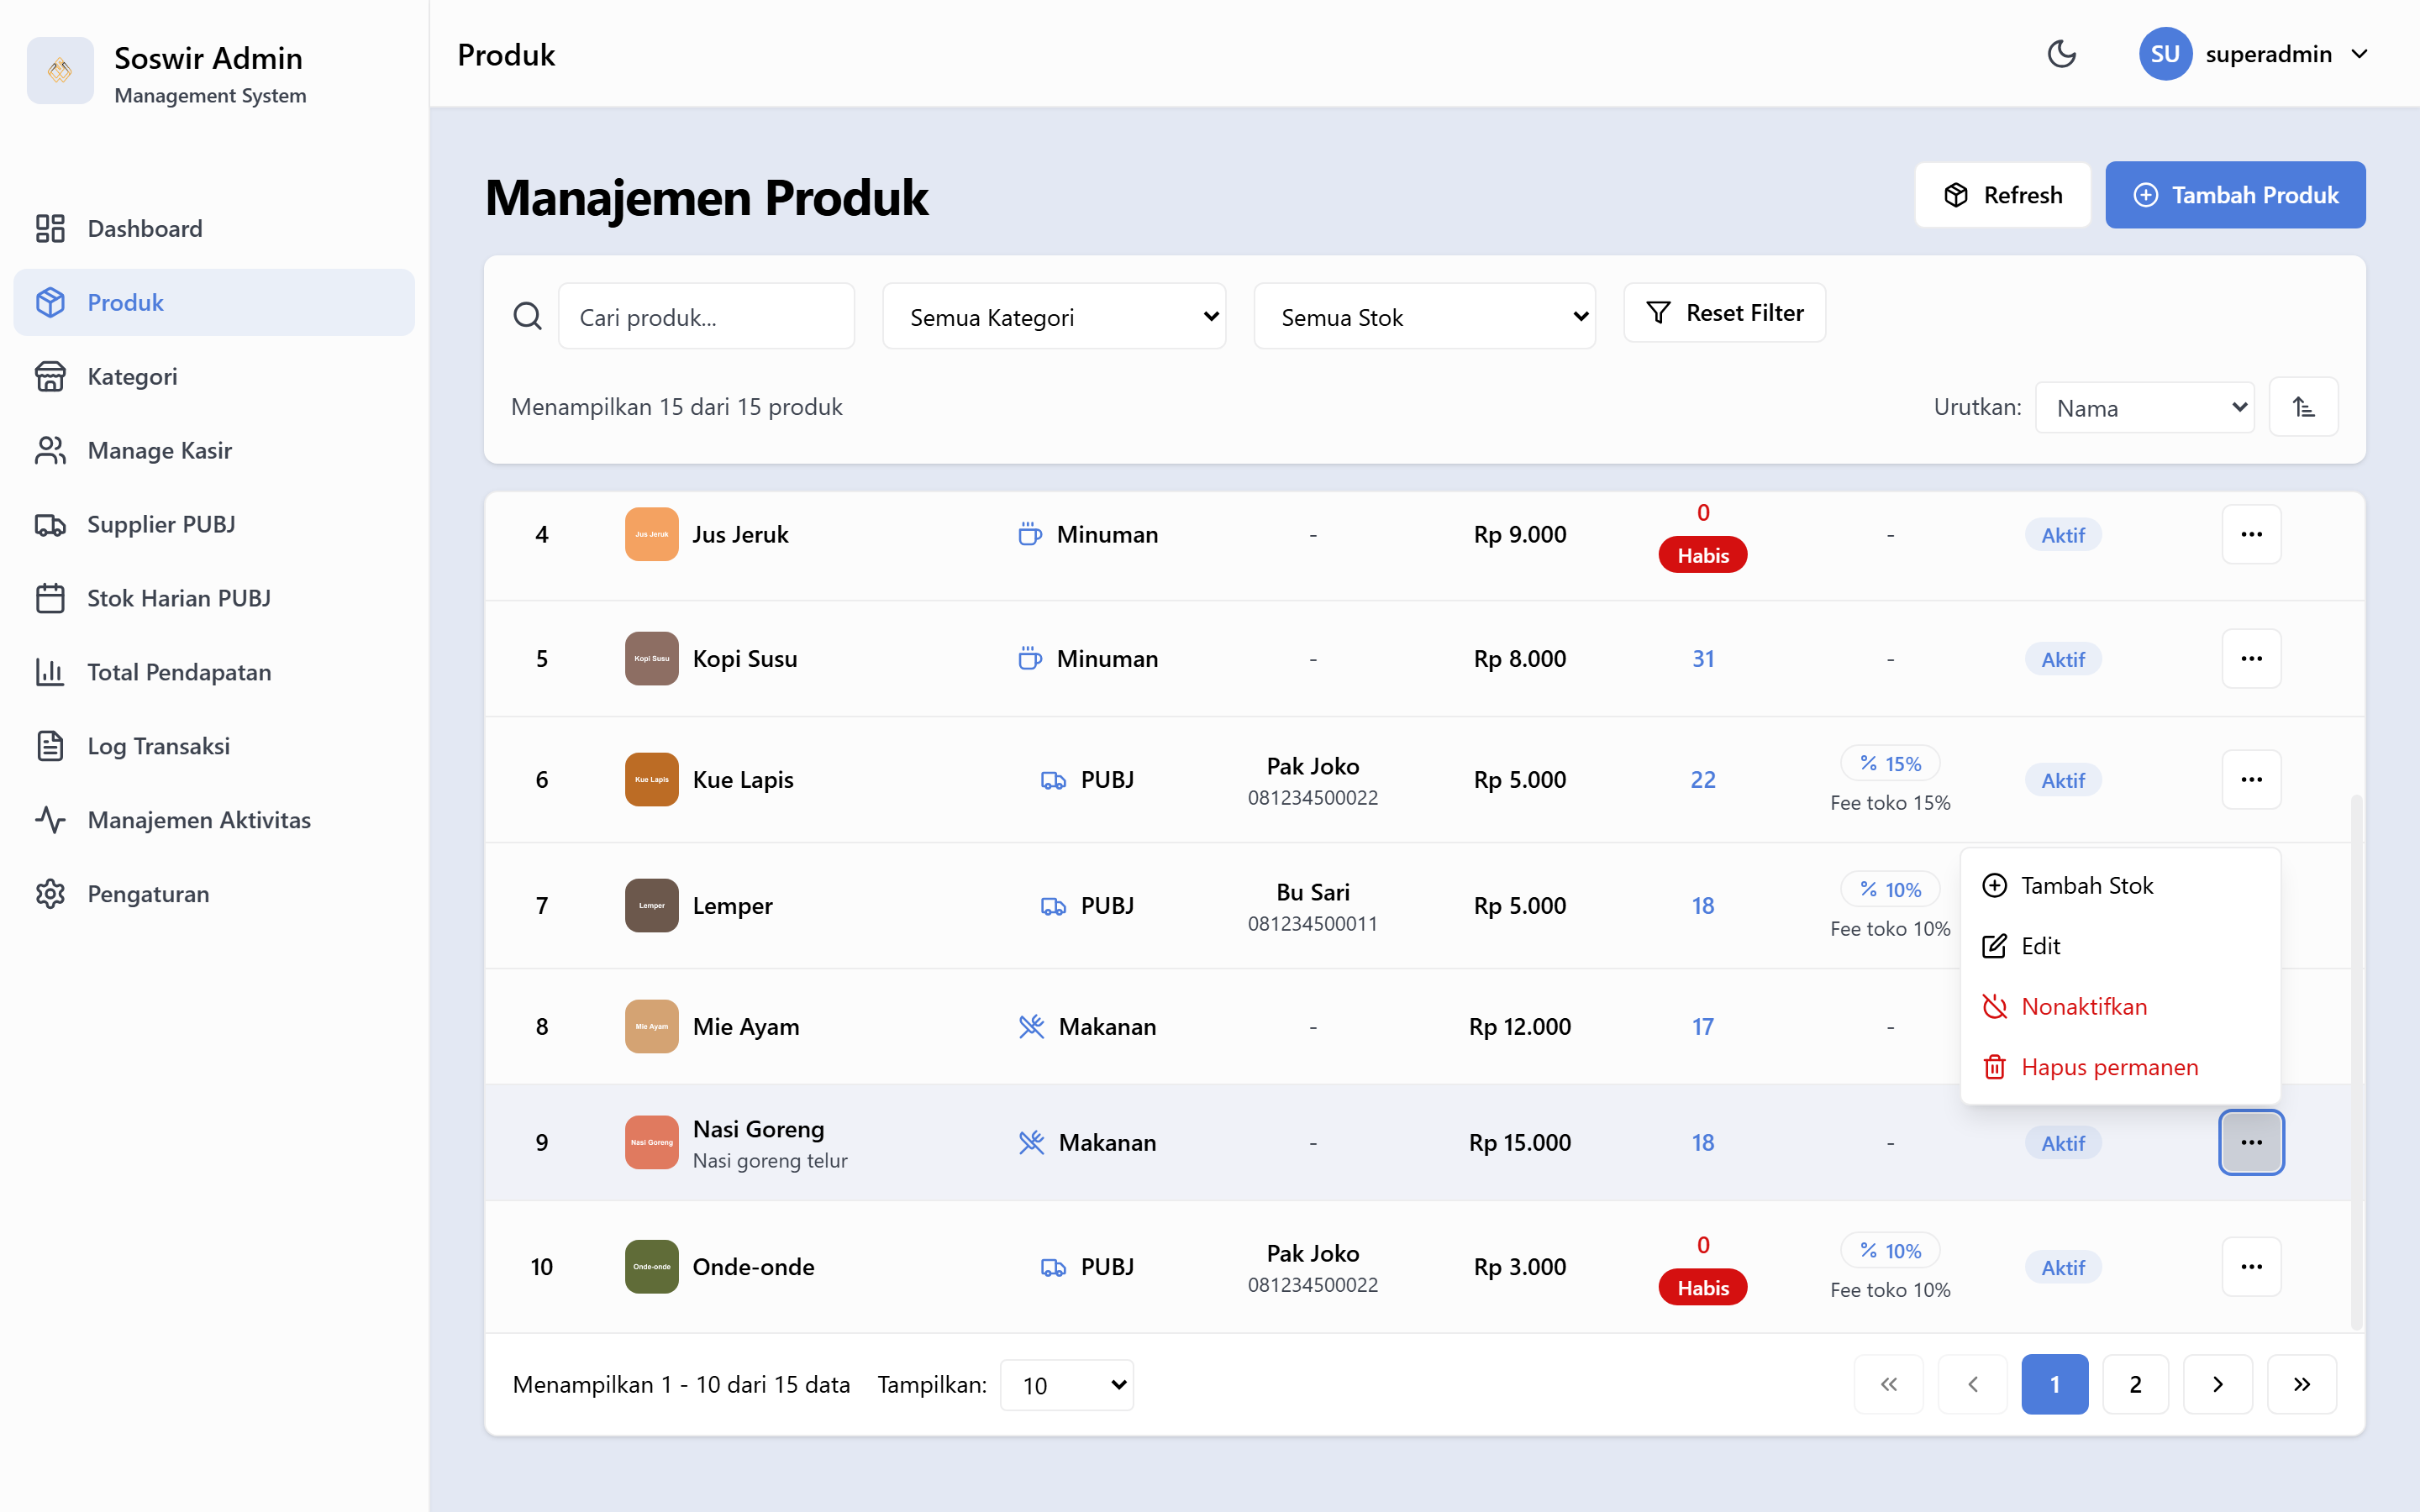 Soswir Admin
Management System
Dashboard
Produk
Kategori
Manage Kasir
Supplier PUBJ
Stok Harian PUBJ
Total Pendapatan
Log Transaksi
Manajemen Aktivitas
Pengaturan
Produk
SU superadmin
Manajemen Produk
Refresh
Tambah Produk
Cari produk...
Semua Kategori
Semua Stok
Reset Filter
Menampilkan 15 dari 15 produk
Urutkan: Nama
4 Jus Jeruk Jus Jeruk Minuman - Rp 9.000 0 Habis - Aktif
5 Kopi Susu Kopi Susu Minuman - Rp 8.000 31 - Aktif
6 Kue Lapis Kue Lapis PUBJ Pak Joko 081234500022 Rp 5.000 22 % 15% Fee toko 15% Aktif
7 Lemper Lemper PUBJ Bu Sari 081234500011 Rp 5.000 18 % 10% Fee toko 10%
8 Mie Ayam Mie Ayam Makanan - Rp 12.000 17 -
9 Nasi Goreng Nasi Goreng Nasi goreng telur Makanan - Rp 15.000 18 - Aktif
10 Onde-onde Onde-onde PUBJ Pak Joko 081234500022 Rp 3.000 0 Habis % 10% Fee toko 10% Aktif
Tambah Stok
Edit
Nonaktifkan
Hapus permanen
Menampilkan 1 - 10 dari 15 data Tampilkan: 10
1 2